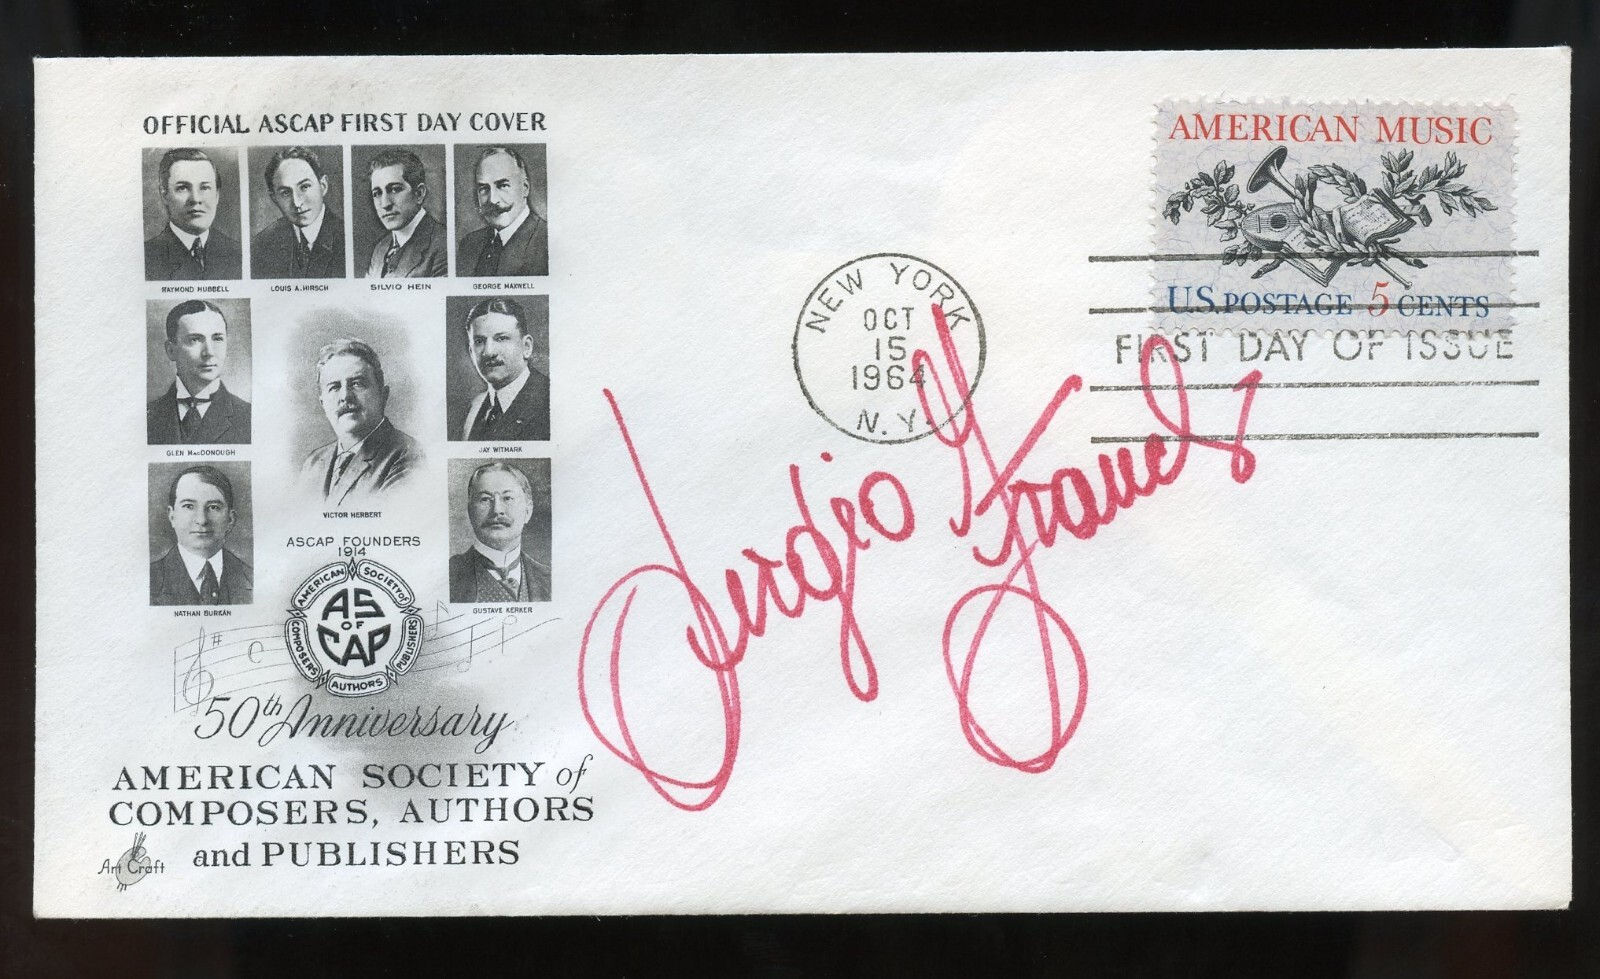 OFFICIAL ASCAP FIRST DAY COVER
RAYMOND HUBBELL
LOUIS A. HIRSCH
SILVIO HEIN
GEORGE MAXWELL
GLEN MacDONOUGH
JAY WITMARK
VICTOR HERBERT
NATHAN BURKAN
GUSTAVE KERKER
ASCAP FOUNDERS
1914
AMERICAN SOCIETY of COMPOSERS AUTHORS PUBLISHERS
AS
OF
CAP
50th Anniversary
AMERICAN SOCIETY of
COMPOSERS, AUTHORS
and PUBLISHERS
Art Craft
NEW YORK
OCT
15
1964
N. Y.
AMERICAN MUSIC
U.S. POSTAGE 5 CENTS
FIRST DAY OF ISSUE
Sergio Franchi